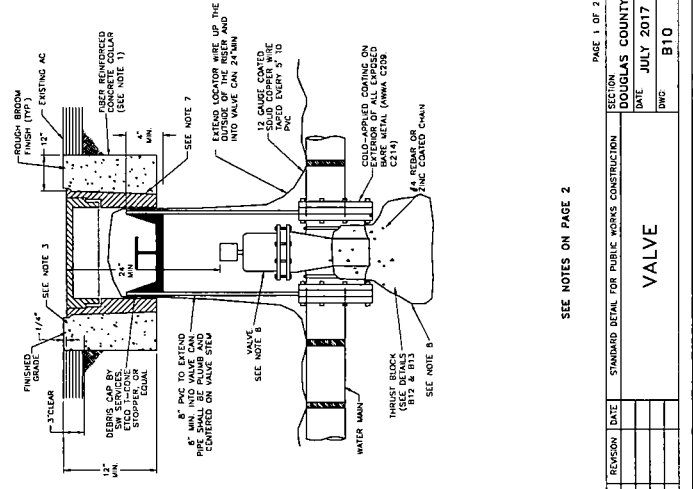 ROUGH BROOM
FINISH (TYP.)
12"
EXISTING AC
FIBER REINFORCED
CONCRETE COLLAR
(SEE NOTE 1)
4"
MIN.
SEE NOTE 7
EXTEND LOCATOR WIRE UP THE
OUTSIDE OF THE RISER AND
INTO VALVE CAN 24"MIN
12 GAUGE COATED
SOLID COPPER WIRE
TAPED EVERY 5' TO
PVC
COLD-APPLIED COATING ON
EXTERIOR OF ALL EXPOSED
BARE METAL (AWWA C209,
C214)
#4 REBAR OR
ZINC COATED CHAIN
SEE NOTE 3
1/4"
FINISHED
GRADE
3"CLEAR
12"
MIN.
24"
MIN
DEBRIS CAP BY
SW SERVICES,
ETCO T-CONE
STOPPER, OR
EQUAL
8" PVC TO EXTEND
6" MIN. INTO VALVE CAN.
PIPE SHALL BE PLUMB AND
CENTERED ON VALVE STEM
VALVE
SEE NOTE 8
WATER MAIN
THRUST BLOCK
(SEE DETAILS
B12 & B13
SEE NOTE 8
SEE NOTES ON PAGE 2
PAGE 1 OF 2
REVISION
DATE
STANDARD DETAIL FOR PUBLIC WORKS CONSTRUCTION
VALVE
SECTION:
DOUGLAS COUNTY
DATE
JULY 2017
DWG:
B10